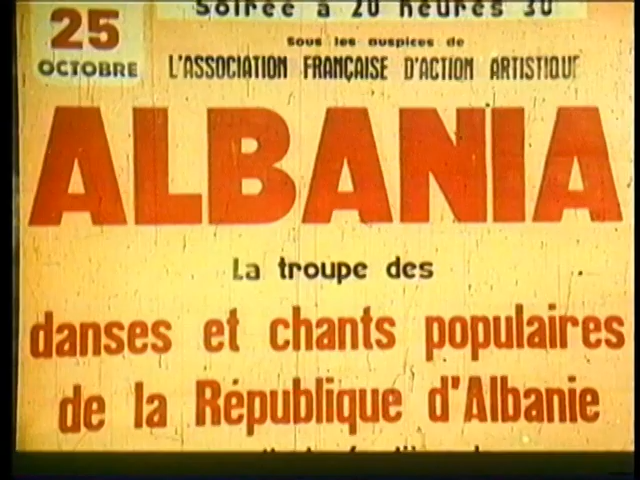 Soirée à 20 heures 30
25
OCTOBRE
Sous les auspices de
L'ASSOCIATION FRANÇAISE D'ACTION ARTISTIQUE
ALBANIA
La troupe des
danses et chants populaires
de la République d'Albanie